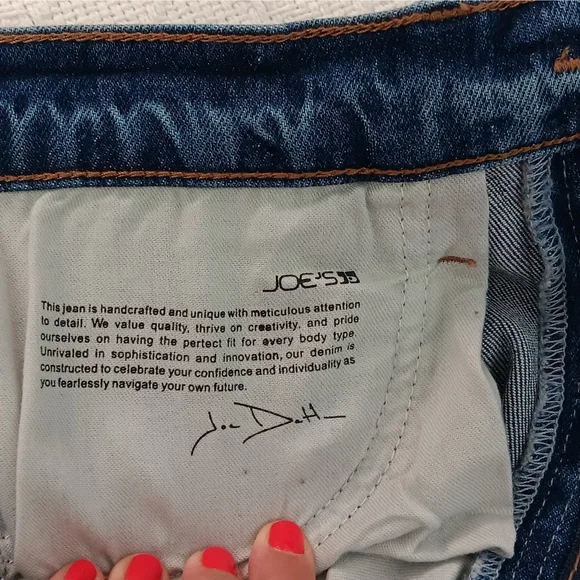 JOE'S
This jean is handcrafted and unique with meticulous attention
to detail. We value quality, thrive on creativity, and pride
ourselves on having the perfect fit for every body type.
Unrivaled in sophistication and innovation, our denim is
constructed to celebrate your confidence and individuality as
you fearlessly navigate your own future.
Joe Dahan